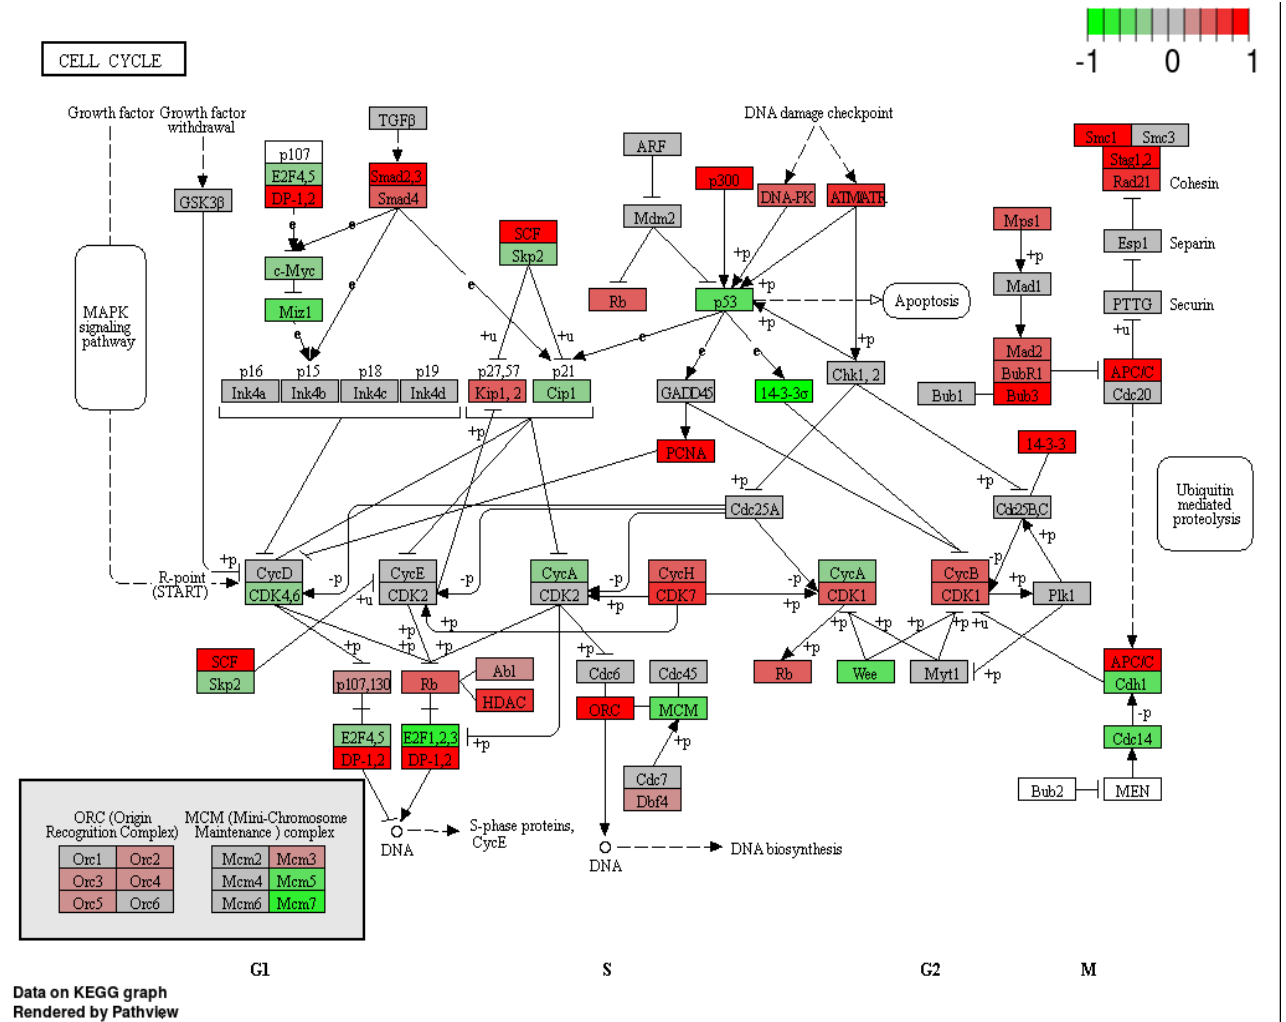 -1 0 1
CELL CYCLE
Growth factor
Growth factor
withdrawal
TGFβ
DNA damage checkpoint
ARF
Smc1 Smc3
Stag1,2
Rad21
Cohesin
p107
E2F4,5
DP-1,2
Smad2,3
Smad4
p300
DNA-PK
ATM/ATR
GSK3β
Mdm2
Mps1
e e
SCF
Skp2
+p
Esp1
Separin
c-Myc
+p
Mad1
e e
+p
Miz1
Rb
p53
Apoptosis
PTTG
Securin
MAPK
signaling
pathway
e
+u +u
e
+p
+p
+u
e e
Mad2
BubR1
Bub3
p16 p15 p18 p19
p27,57 p21
Chk1, 2
APC/C
Cdc20
Ink4a Ink4b Ink4c Ink4d
Kip1, 2 Cip1
GADD45
14-3-3σ
Bub1
+p
14-3-3
PCNA
+p
+p
Cdc25A
Cdc25B,C
Ubiquitin
mediated
proteolysis
+p
-p
+p
CycD
CDK4,6
-p
CycE
CDK2
-p
CycA
CDK2
-p
+p
CycH
CDK7
-p
+p
CycA
CDK1
CycB
CDK1
+p
Plk1
R-point
(START)
+u
+p
+p
+p
+p
+p
+p
+p
+p
+p
+p
+u
SCF
Skp2
p107,130
Rb
Abl
HDAC
Cdc6
Cdc45
Rb
Wee
Myt1
+p
APC/C
Cdh1
ORC
MCM
-p
E2F4,5
DP-1,2
E2F1,2,3
DP-1,2
+p
+p
Cdc14
Cdc7
Dbf4
Bub2
MEN
ORC (Origin
Recognition Complex)
MCM (Mini-Chromosome
Maintenance ) complex
DNA
S-phase proteins,
CycE
DNA
DNA biosynthesis
Orc1 Orc2
Orc3 Orc4
Orc5 Orc6
Mcm2 Mcm3
Mcm4 Mcm5
Mcm6 Mcm7
G1 S G2 M
Data on KEGG graph
Rendered by Pathview